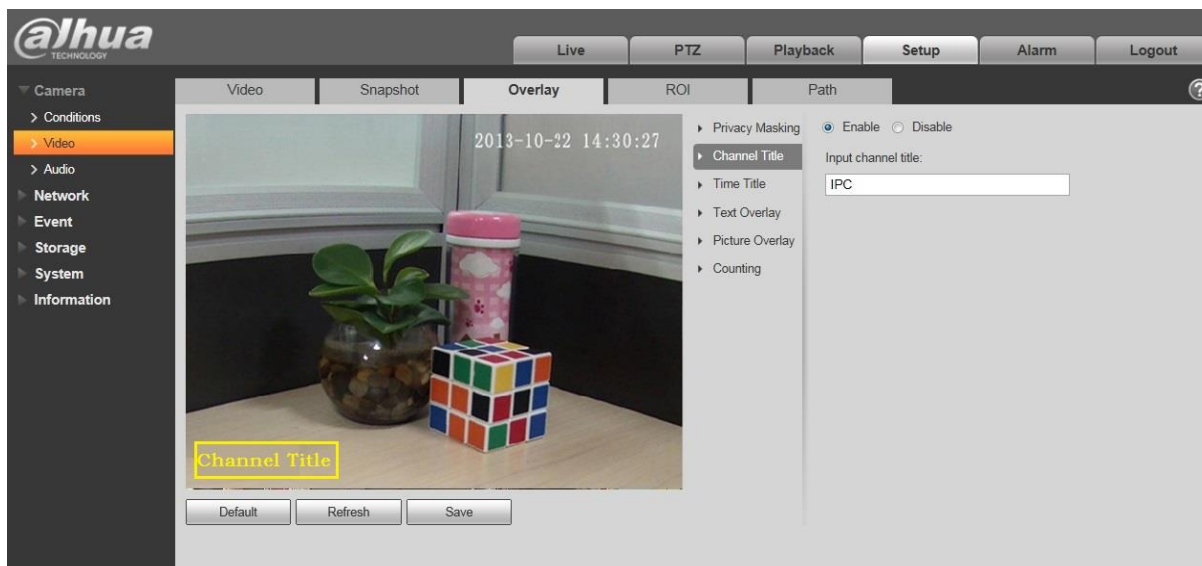 alhua
TECHNOLOGY
Live
PTZ
Playback
Setup
Alarm
Logout
Camera
Conditions
Video
Audio
Network
Event
Storage
System
Information
Video
Snapshot
Overlay
ROI
Path
?
2013-10-22 14:30:27
Channel Title
Default
Refresh
Save
Privacy Masking
Channel Title
Time Title
Text Overlay
Picture Overlay
Counting
Enable
Disable
Input channel title:
IPC